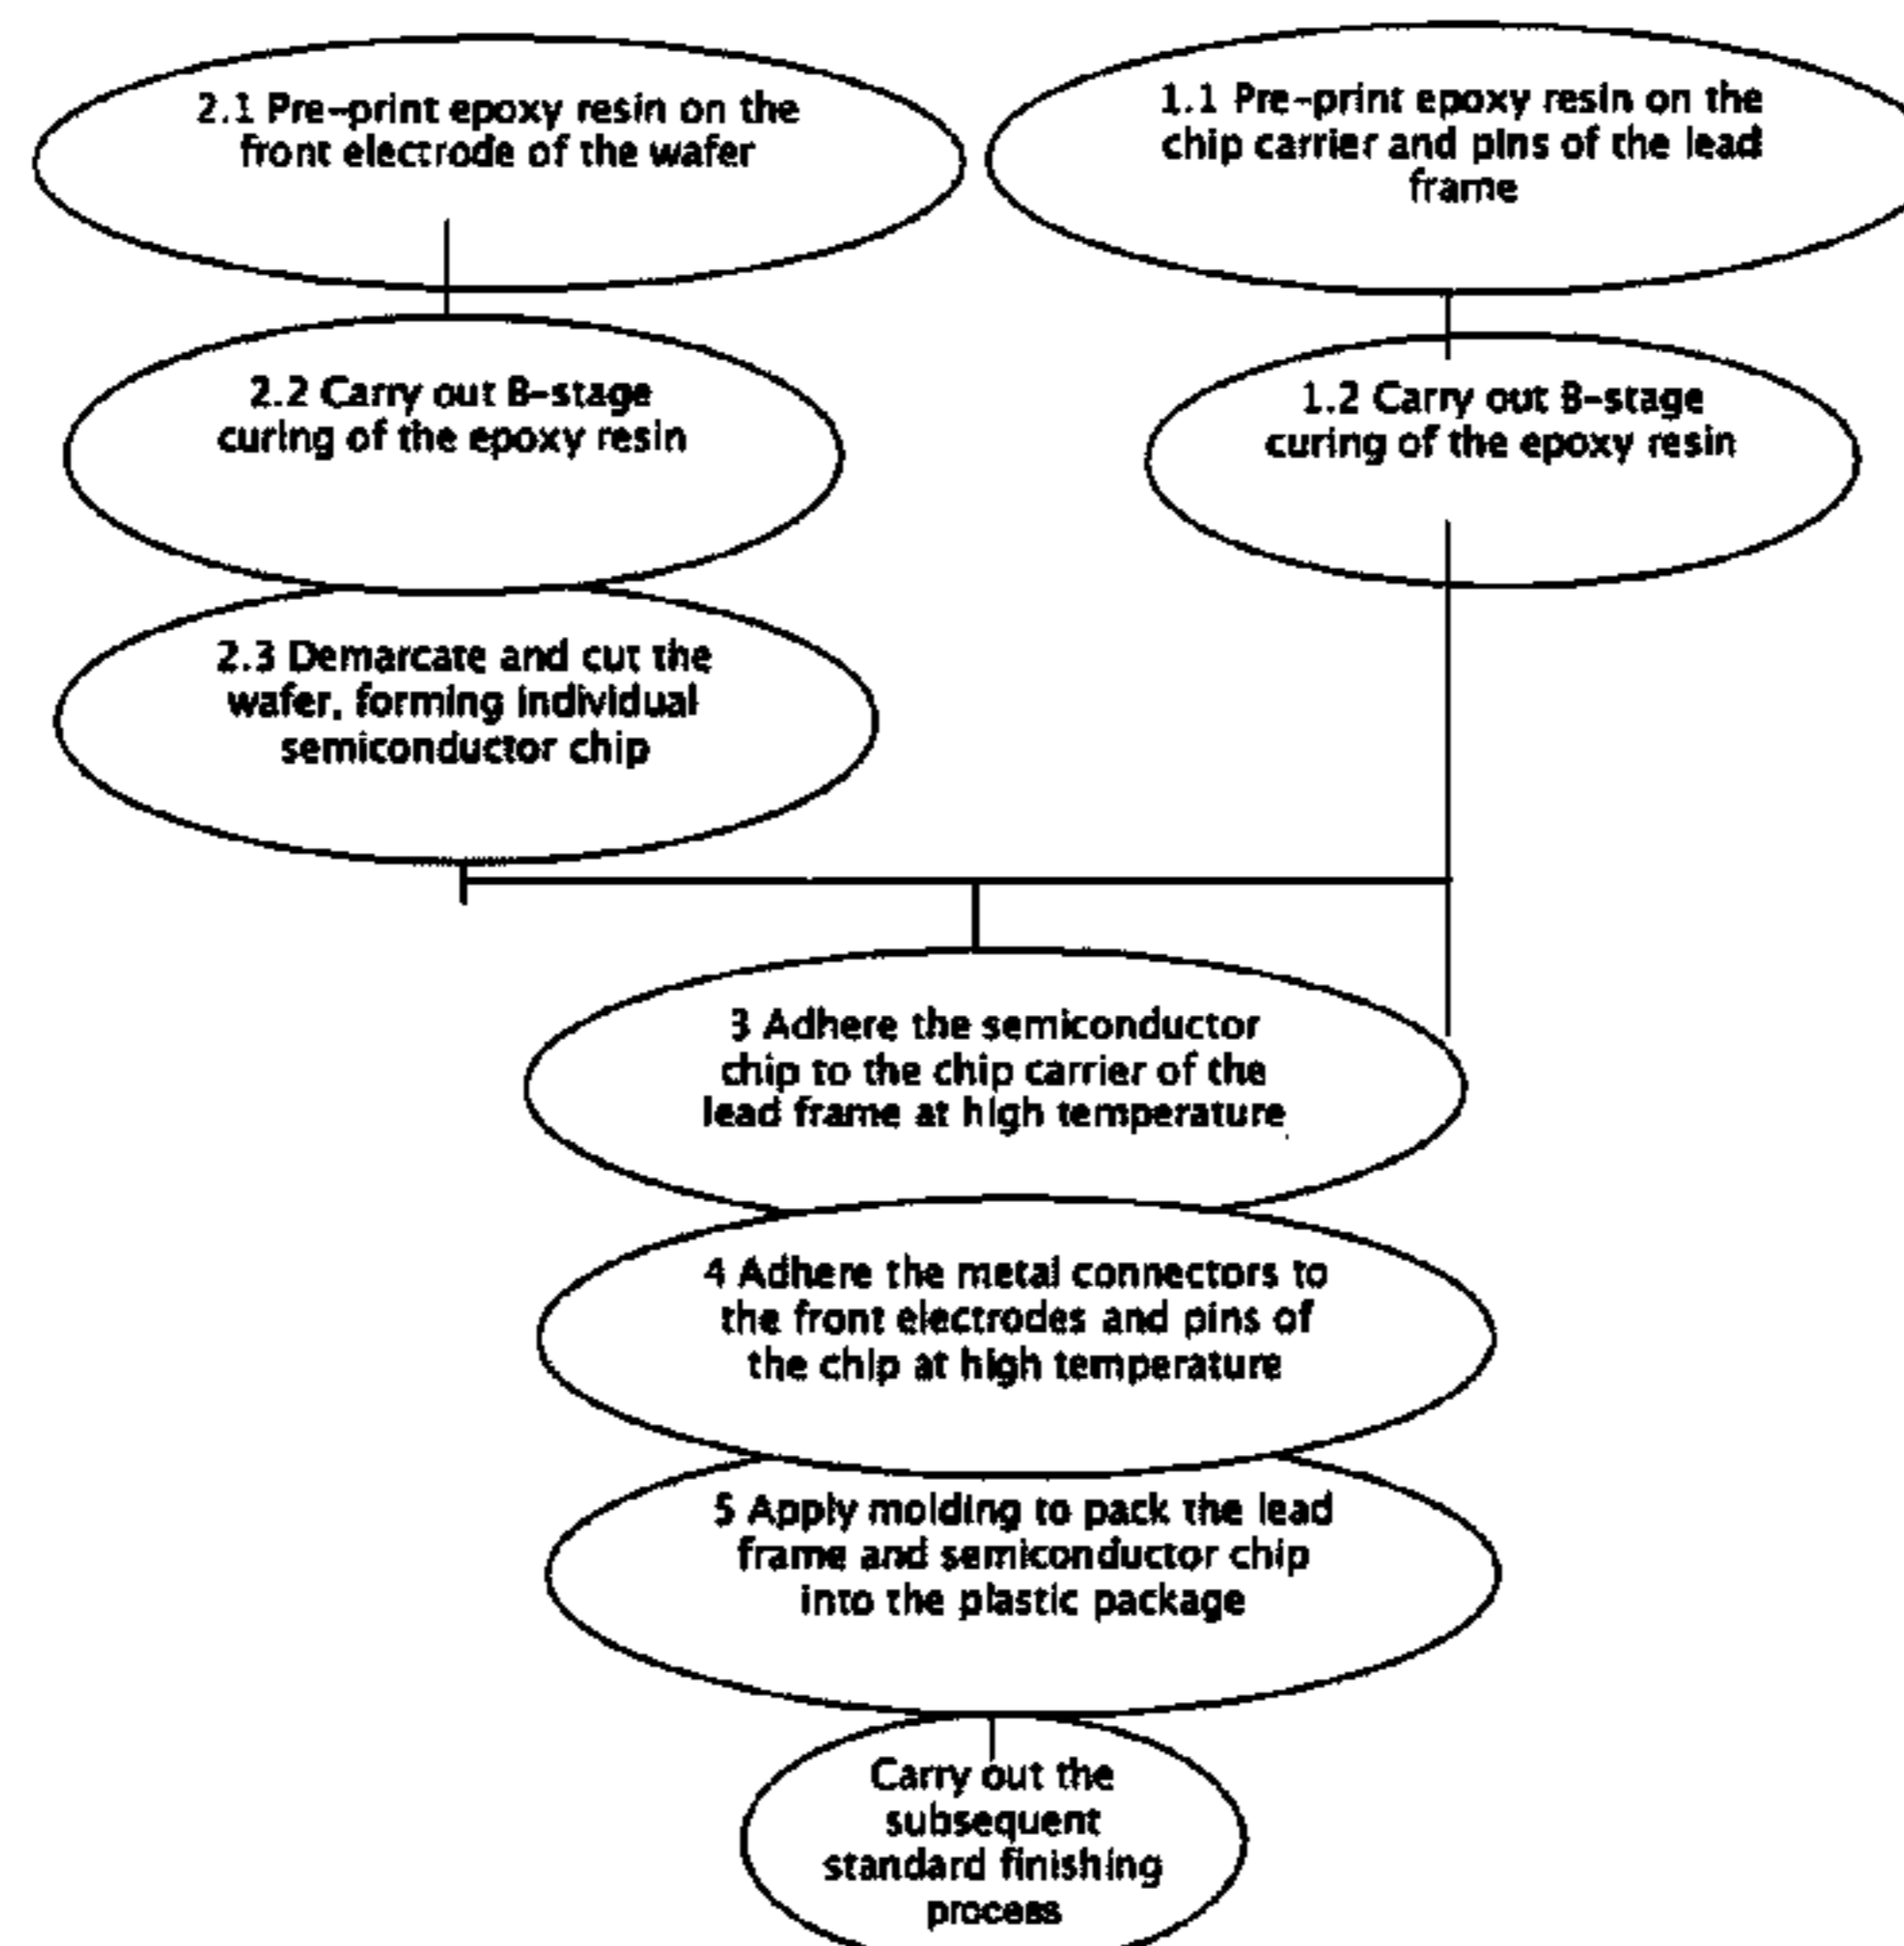 2.1 Pre-print epoxy resin on the
front electrode of the wafer
1.1 Pre-print epoxy resin on the
chip carrier and pins of the lead
frame
2.2 Carry out B-stage
curing of the epoxy resin
1.2 Carry out B-stage
curing of the epoxy resin
2.3 Demarcate and cut the
wafer, forming individual
semiconductor chip
3 Adhere the semiconductor
chip to the chip carrier of the
lead frame at high temperature
4 Adhere the metal connectors to
the front electrodes and pins of
the chip at high temperature
5 Apply molding to pack the lead
frame and semiconductor chip
into the plastic package
Carry out the
subsequent
standard finishing
process